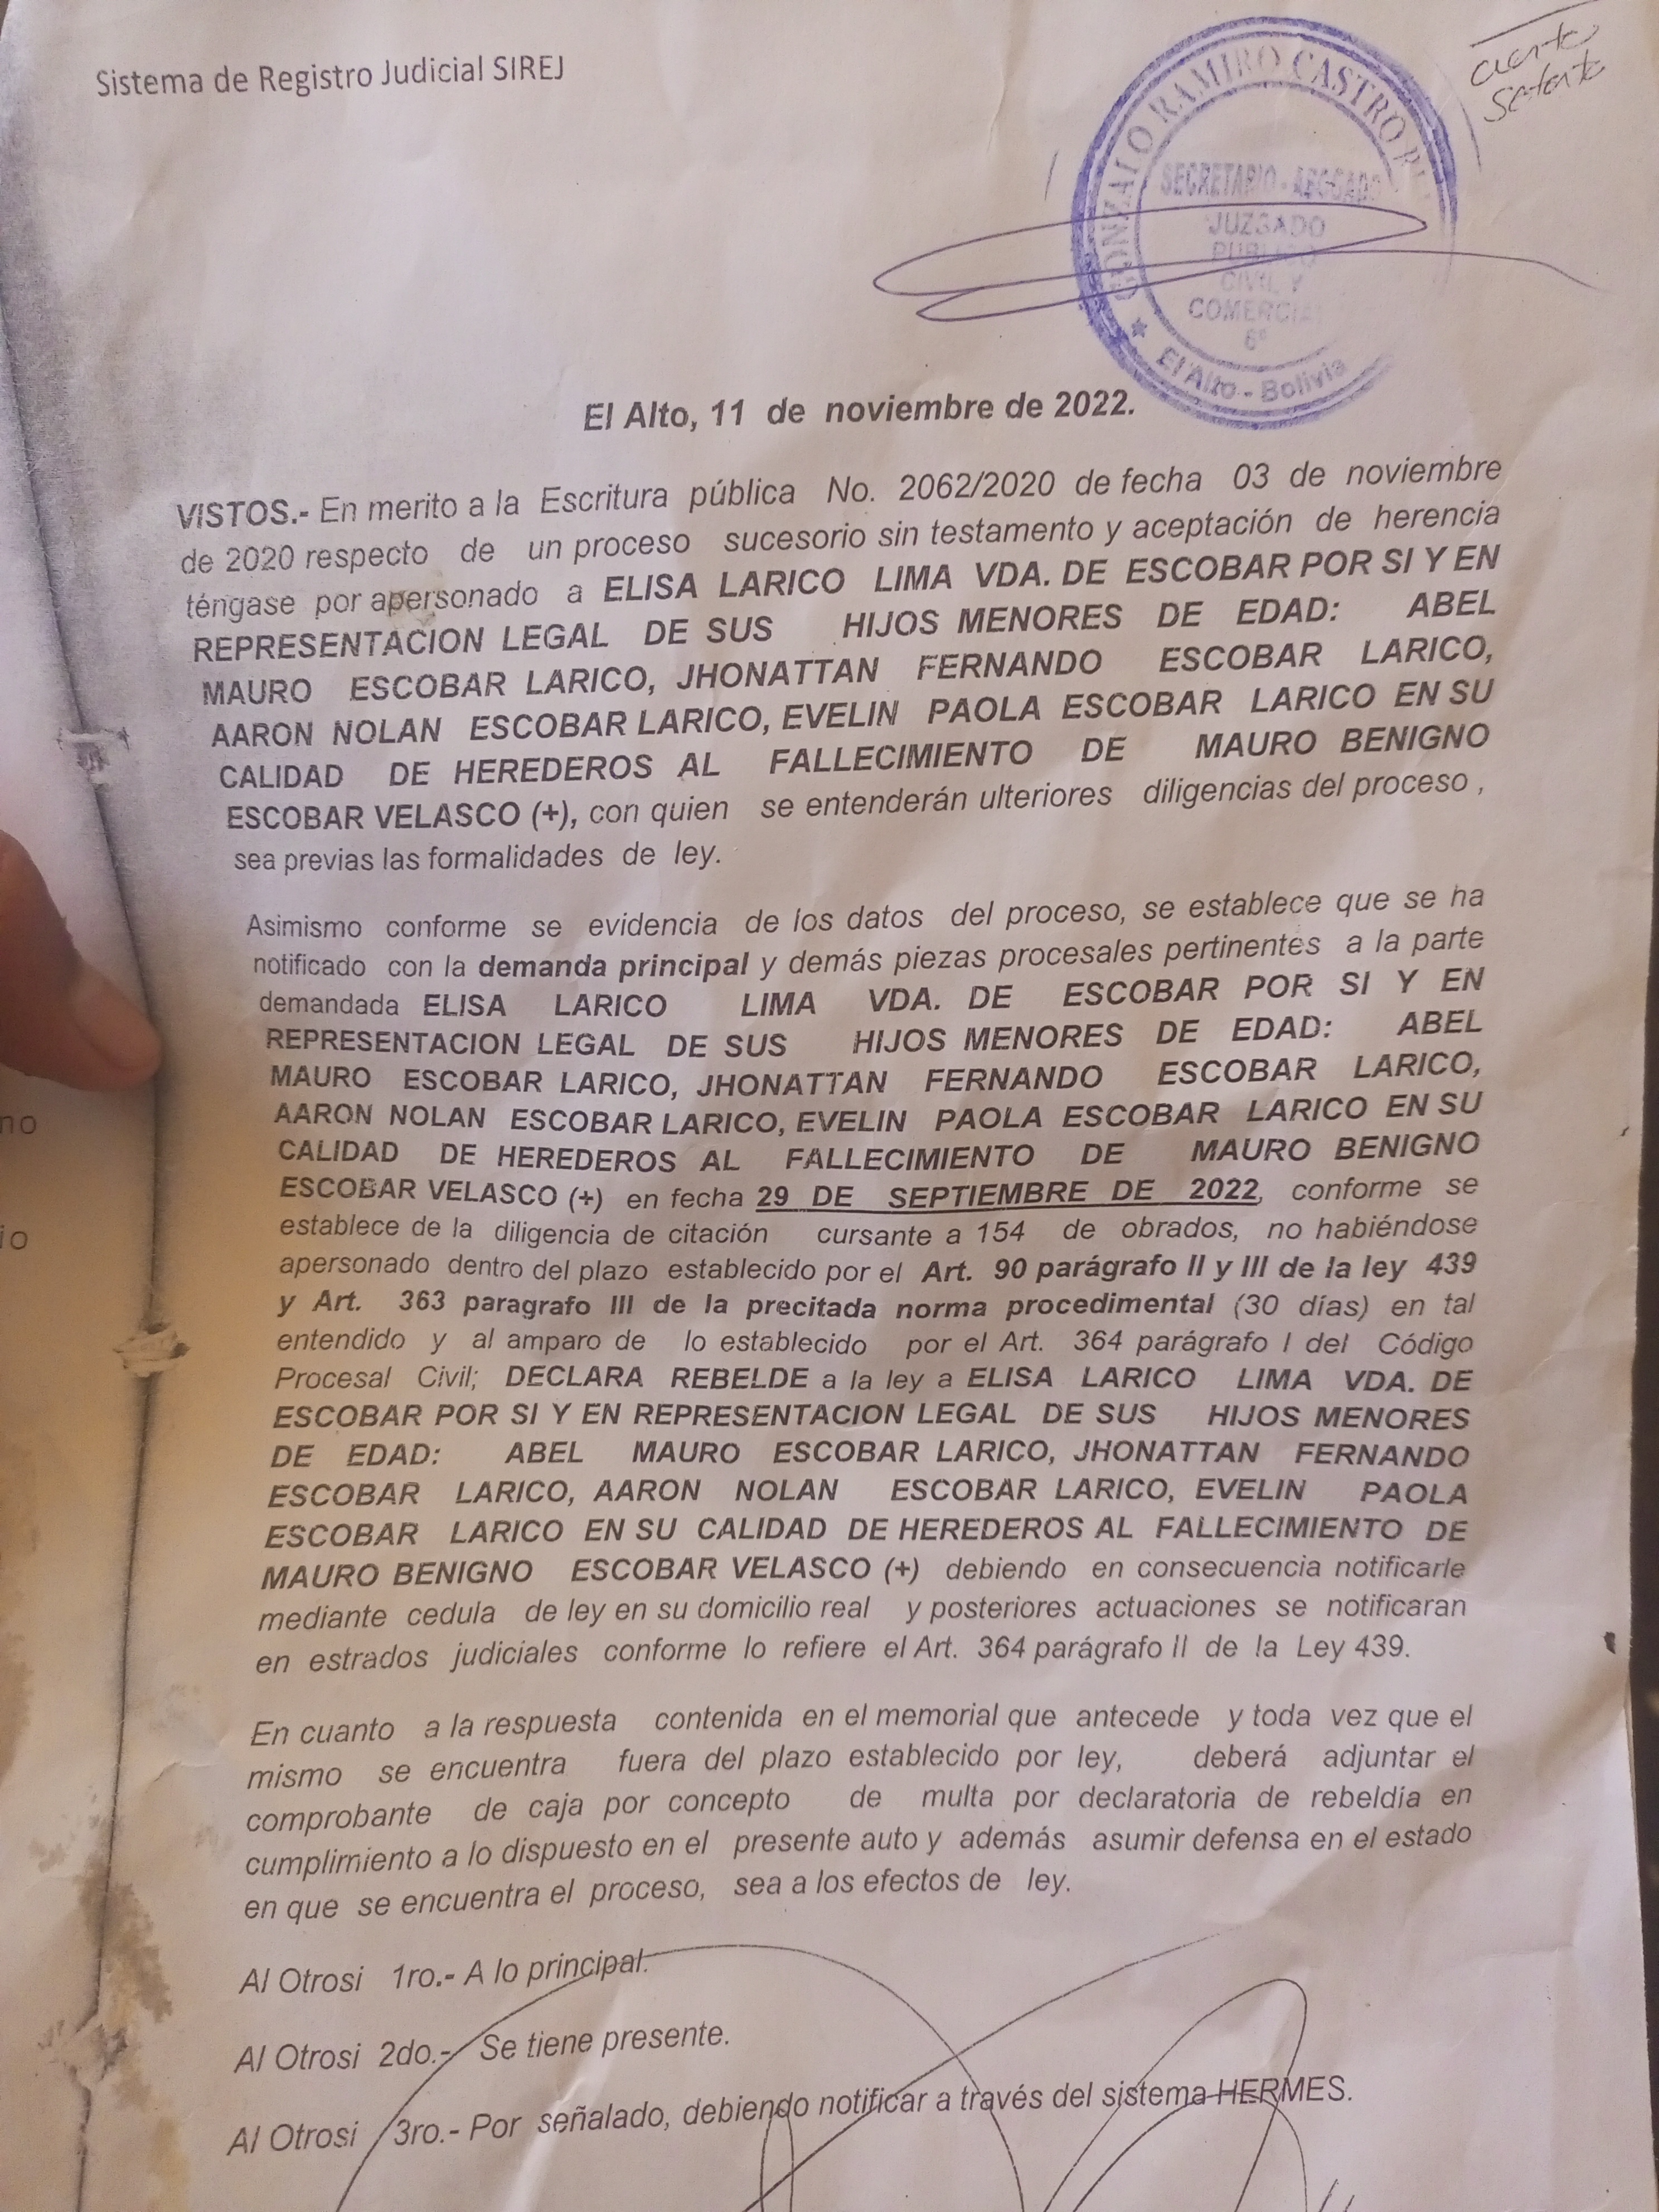 Sistema de Registro Judicial SIREJ
ciento
setenta
GONZALO RAMIRO CASTRO
SECRETARIO - ABOGADO
JUZGADO
PUBLICO
CIVIL Y
COMERCIAL
6º
El Alto - Bolivia
El Alto, 11 de noviembre de 2022.
VISTOS.- En merito a la Escritura pública No. 2062/2020 de fecha 03 de noviembre
de 2020 respecto de un proceso sucesorio sin testamento y aceptación de herencia
téngase por apersonado a ELISA LARICO LIMA VDA. DE ESCOBAR POR SI Y EN
REPRESENTACION LEGAL DE SUS HIJOS MENORES DE EDAD: ABEL
MAURO ESCOBAR LARICO, JHONATTAN FERNANDO ESCOBAR LARICO,
AARON NOLAN ESCOBAR LARICO, EVELIN PAOLA ESCOBAR LARICO EN SU
CALIDAD DE HEREDEROS AL FALLECIMIENTO DE MAURO BENIGNO
ESCOBAR VELASCO (+), con quien se entenderán ulteriores diligencias del proceso ,
sea previas las formalidades de ley.
Asimismo conforme se evidencia de los datos del proceso, se establece que se ha
notificado con la demanda principal y demás piezas procesales pertinentes a la parte
demandada ELISA LARICO LIMA VDA. DE ESCOBAR POR SI Y EN
REPRESENTACION LEGAL DE SUS HIJOS MENORES DE EDAD: ABEL
MAURO ESCOBAR LARICO, JHONATTAN FERNANDO ESCOBAR LARICO,
AARON NOLAN ESCOBAR LARICO, EVELIN PAOLA ESCOBAR LARICO EN SU
CALIDAD DE HEREDEROS AL FALLECIMIENTO DE MAURO BENIGNO
ESCOBAR VELASCO (+) en fecha 29 DE SEPTIEMBRE DE 2022, conforme se
establece de la diligencia de citación cursante a 154 de obrados, no habiéndose
apersonado dentro del plazo establecido por el Art. 90 parágrafo II y III de la ley 439
y Art. 363 paragrafo III de la precitada norma procedimental (30 días) en tal
entendido y al amparo de lo establecido por el Art. 364 parágrafo I del Código
Procesal Civil; DECLARA REBELDE a la ley a ELISA LARICO LIMA VDA. DE
ESCOBAR POR SI Y EN REPRESENTACION LEGAL DE SUS HIJOS MENORES
DE EDAD: ABEL MAURO ESCOBAR LARICO, JHONATTAN FERNANDO
ESCOBAR LARICO, AARON NOLAN ESCOBAR LARICO, EVELIN PAOLA
ESCOBAR LARICO EN SU CALIDAD DE HEREDEROS AL FALLECIMIENTO DE
MAURO BENIGNO ESCOBAR VELASCO (+) debiendo en consecuencia notificarle
mediante cedula de ley en su domicilio real y posteriores actuaciones se notificaran
en estrados judiciales conforme lo refiere el Art. 364 parágrafo II de la Ley 439.
En cuanto a la respuesta contenida en el memorial que antecede y toda vez que el
mismo se encuentra fuera del plazo establecido por ley, deberá adjuntar el
comprobante de caja por concepto de multa por declaratoria de rebeldía en
cumplimiento a lo dispuesto en el presente auto y además asumir defensa en el estado
en que se encuentra el proceso, sea a los efectos de ley.
Al Otrosi 1ro.- A lo principal.
Al Otrosi 2do.- Se tiene presente.
Al Otrosi 3ro.- Por señalado, debiendo notificar a través del sistema HERMES.